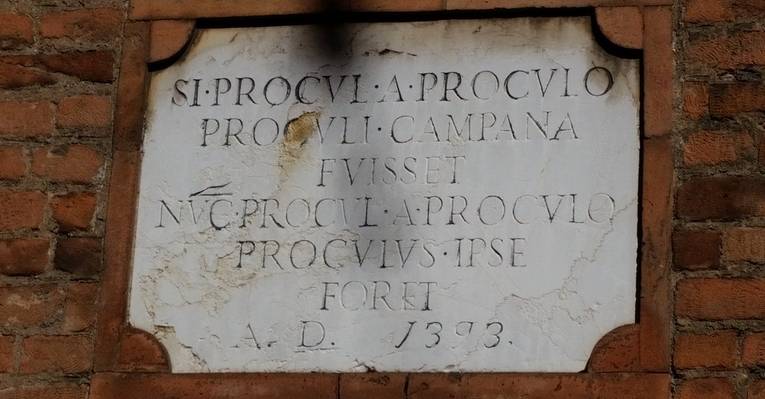 SI·PROCVL·A·PROCVLO
PROCVLI·CAMPANA
FVISSET
NVC̄·PROCVL·A·PROCVLO
PROCVLVS·IPSE
FORET
A. D. 1393.